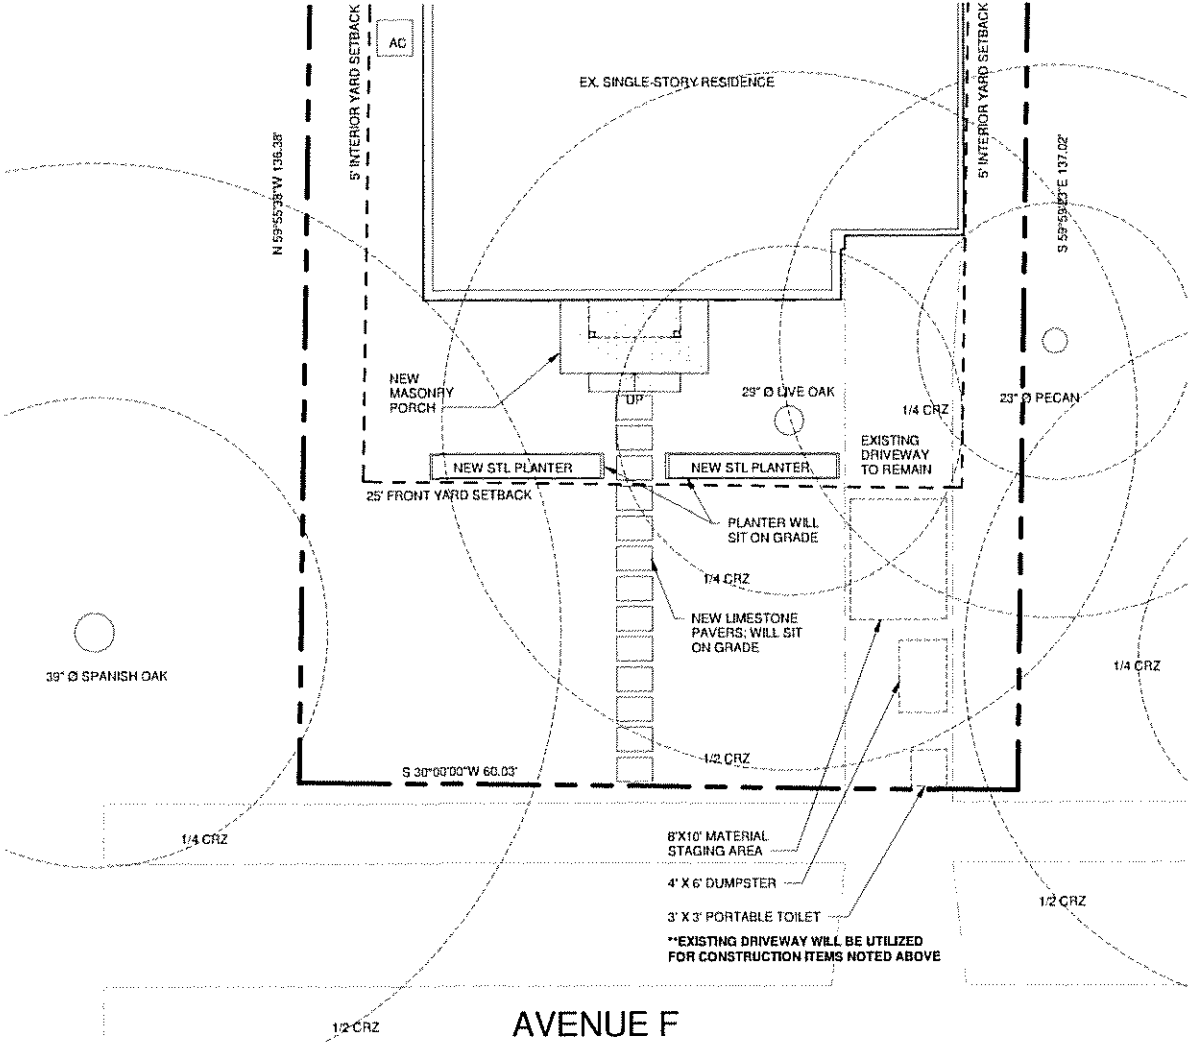 AC
5' INTERIOR YARD SETBACK
EX. SINGLE-STORY RESIDENCE
5' INTERIOR YARD SETBACK
N 59°55'38"W 136.38'
S 59°59'23"E 137.02'
NEW
MASONRY
PORCH
UP
29" Ø LIVE OAK
1/4 CRZ
23" Ø PECAN
EXISTING
DRIVEWAY
TO REMAIN
NEW STL PLANTER
NEW STL PLANTER
25' FRONT YARD SETBACK
PLANTER WILL
SIT ON GRADE
1/4 CRZ
NEW LIMESTONE
PAVERS; WILL SIT
ON GRADE
39" Ø SPANISH OAK
1/4 CRZ
1/2 CRZ
S 30°00'00"W 60.03'
1/4 CRZ
8'X10' MATERIAL
STAGING AREA
4' X 6' DUMPSTER
3' X 3' PORTABLE TOILET
**EXISTING DRIVEWAY WILL BE UTILIZED
FOR CONSTRUCTION ITEMS NOTED ABOVE
1/2 CRZ
1/2 CRZ
AVENUE F